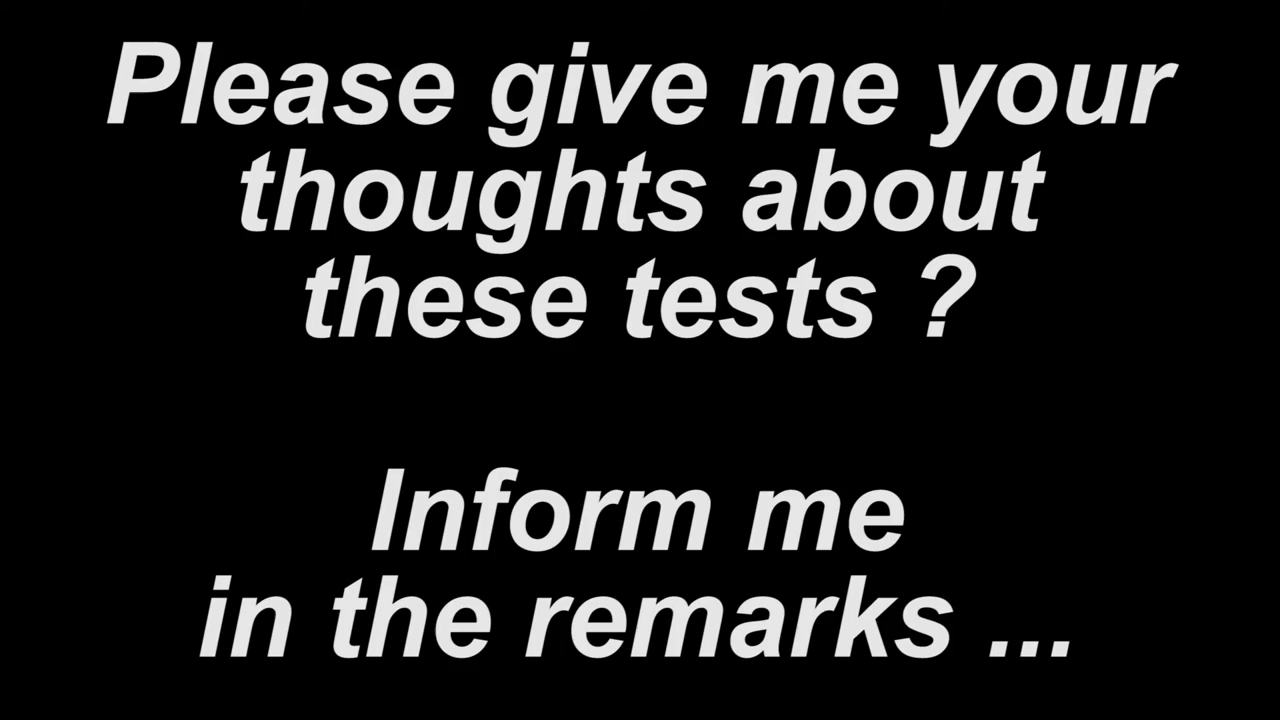 Please give me your
thoughts about
these tests ?
Inform me
in the remarks ...